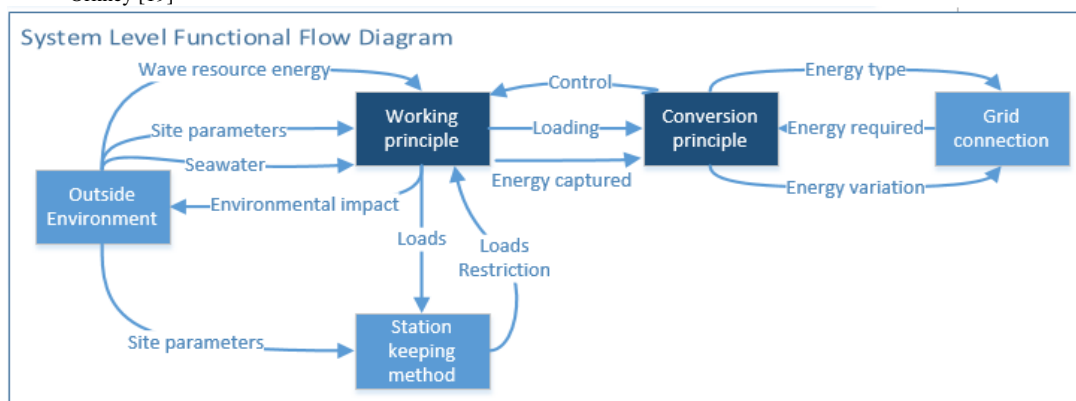 System Level Functional Flow Diagram
Wave resource energy
Control
Energy type
Site parameters
Working
principle
Loading
Conversion
principle
Energy required
Grid
connection
Seawater
Energy captured
Energy variation
Outside
Environment
Environmental impact
Loads
Loads
Restriction
Site parameters
Station
keeping
method